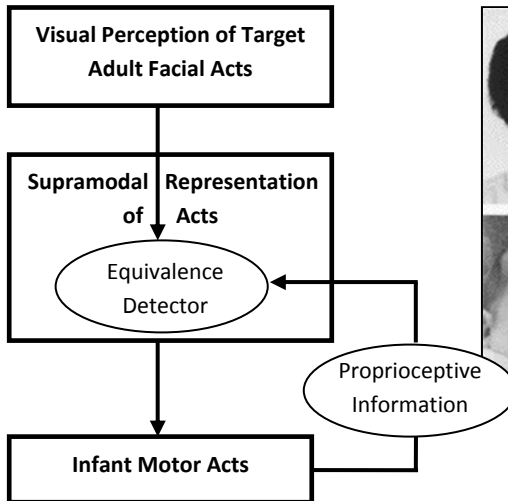 Visual Perception of Target
Adult Facial Acts
Supramodal Representation
of Acts
Equivalence
Detector
Proprioceptive
Information
Infant Motor Acts